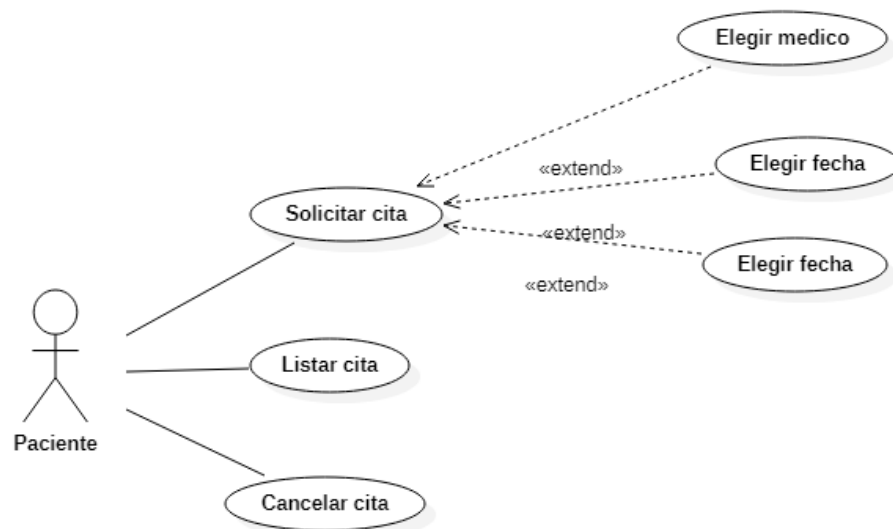 Elegir medico
«extend»
Elegir fecha
Solicitar cita
«extend»
Elegir fecha
«extend»
Listar cita
Paciente
Cancelar cita